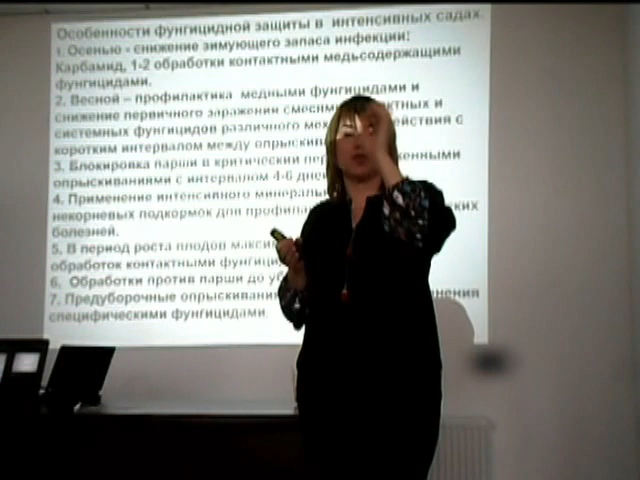 Особенности фунгицидной защиты в интенсивных садах.
1. Осенью - снижение зимующего запаса инфекции:
Карбамид, 1-2 обработки контактными медьсодержащими
фунгицидами.
2. Весной – профилактика медными фунгицидами и
снижение первичного заражения смесями
системных фунгицидов различного действия с
коротким интервалом между
3. Блокировка парши в критический
опрыскиваниями с интервалом 4-6
4. Применение интенсивного
некорневых подкормок для
болезней.
5. В период роста плодов
обработок контактными
6. Обработки против парши до
7. Предуборочные
специфическими фунгицидами.